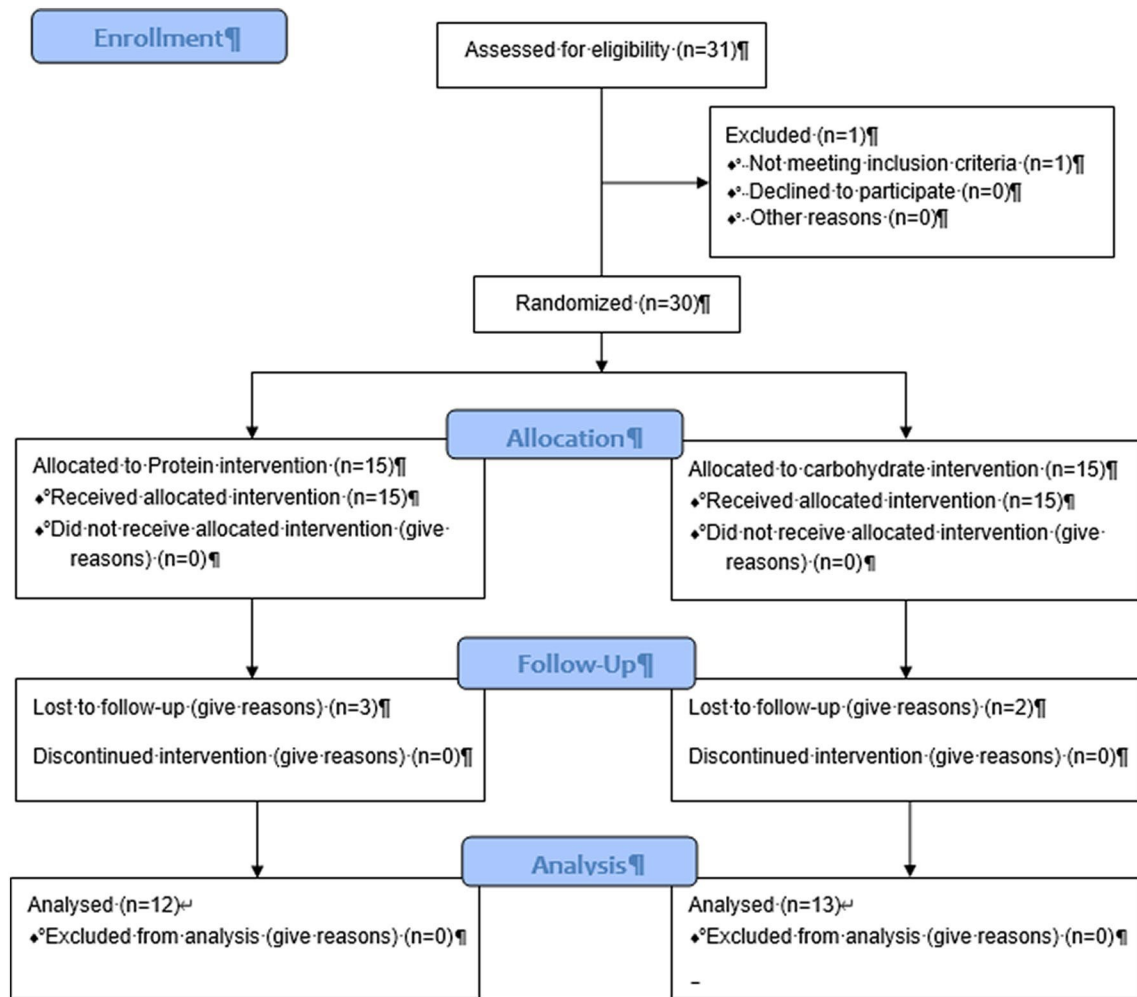 Enrollment¶
Assessed·for·eligibility·(n=31)¶
Excluded·(n=1)¶
◆°··Not·meeting·inclusion·criteria·(n=1)¶
◆°··Declined·to·participate·(n=0)¶
◆°··Other·reasons·(n=0)¶
Randomized·(n=30)¶
Allocation¶
Allocated·to·Protein·intervention·(n=15)¶
◆°Received·allocated·intervention·(n=15)¶
◆°Did·not·receive·allocated·intervention·(give·
reasons)·(n=0)¶
Allocated·to·carbohydrate·intervention·(n=15)¶
◆°Received·allocated·intervention·(n=15)¶
◆°Did·not·receive·allocated·intervention·(give·
reasons)·(n=0)¶
Follow-Up¶
Lost·to·follow-up·(give·reasons)·(n=3)¶
Discontinued·intervention·(give·reasons)·(n=0)¶
Lost·to·follow-up·(give·reasons)·(n=2)¶
Discontinued·intervention·(give·reasons)·(n=0)¶
Analysis¶
Analysed·(n=12)↵
◆°Excluded·from·analysis·(give·reasons)·(n=0)¶
Analysed·(n=13)↵
◆°Excluded·from·analysis·(give·reasons)·(n=0)¶
–